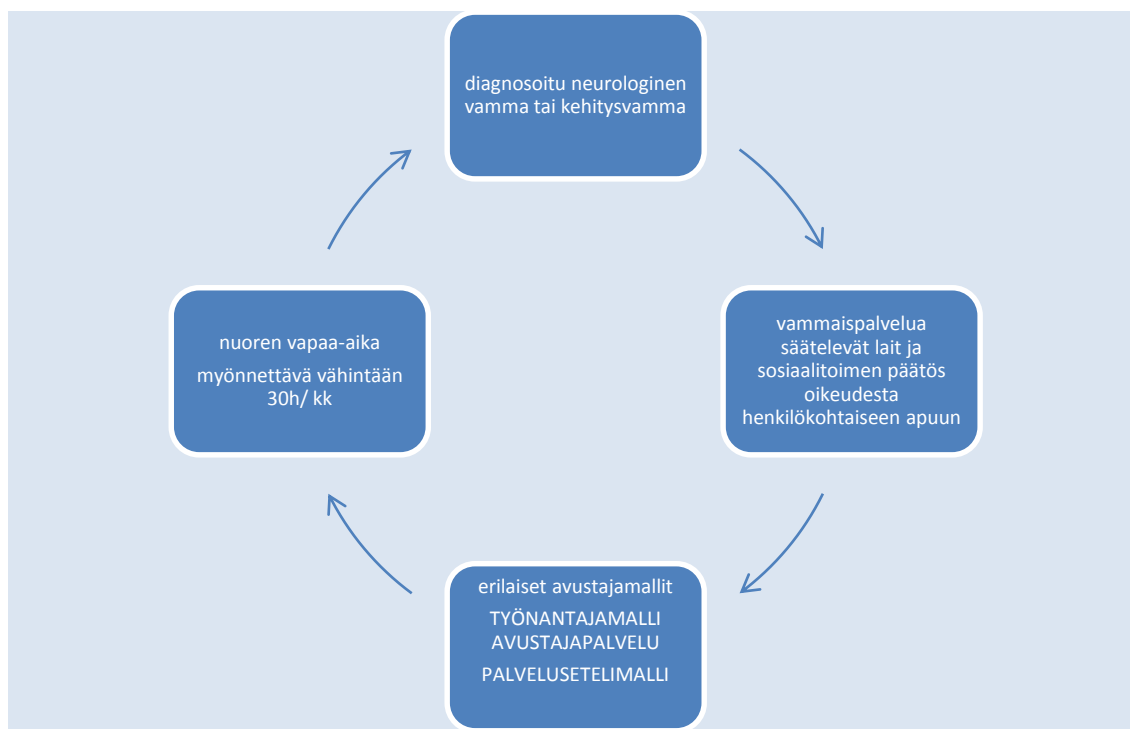 diagnosoitu neurologinen
vamma tai kehitysvamma
vammaispalvelua
säätelevät lait ja
sosiaalitoimen päätös
oikeudesta
henkilökohtaiseen apuun
erilaiset avustajamallit
TYÖNANTAJAMALLI
AVUSTAJAPALVELU
PALVELUSETELIMALLI
nuoren vapaa-aika
myönnettävä vähintään
30h/ kk